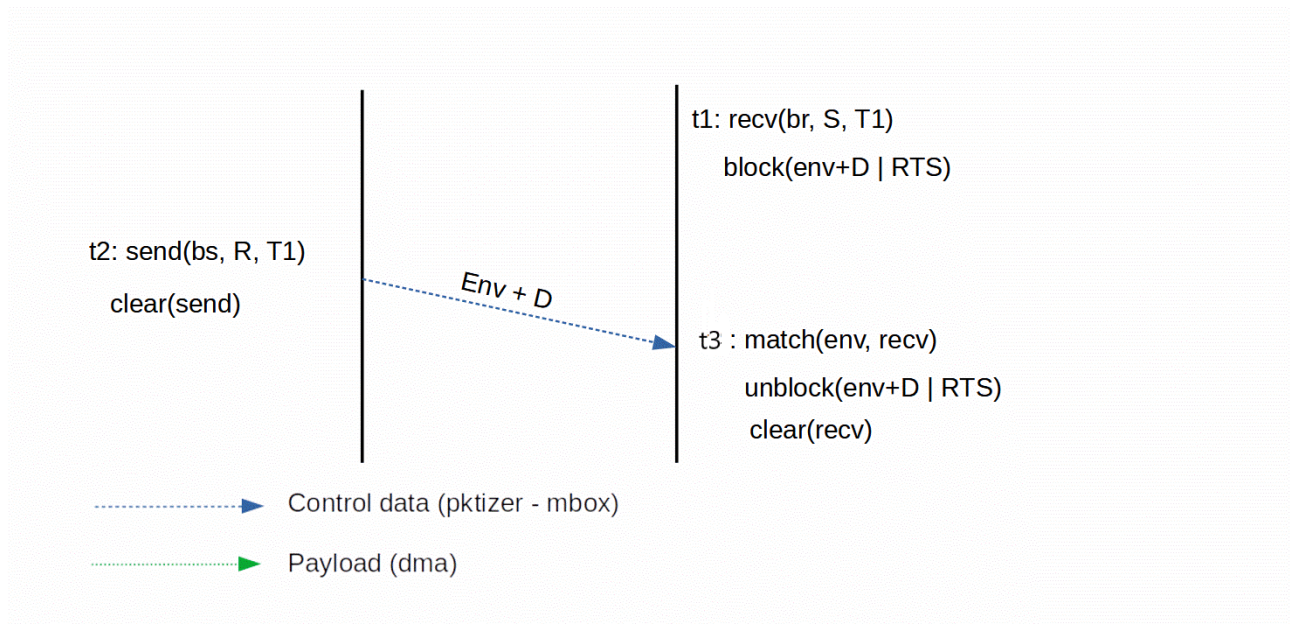 t1: recv(br, S, T1)
block(env+D | RTS)
t2: send(bs, R, T1)
clear(send)
Env + D
t3 : match(env, recv)
unblock(env+D | RTS)
clear(recv)
Control data (pktizer - mbox)
Payload (dma)